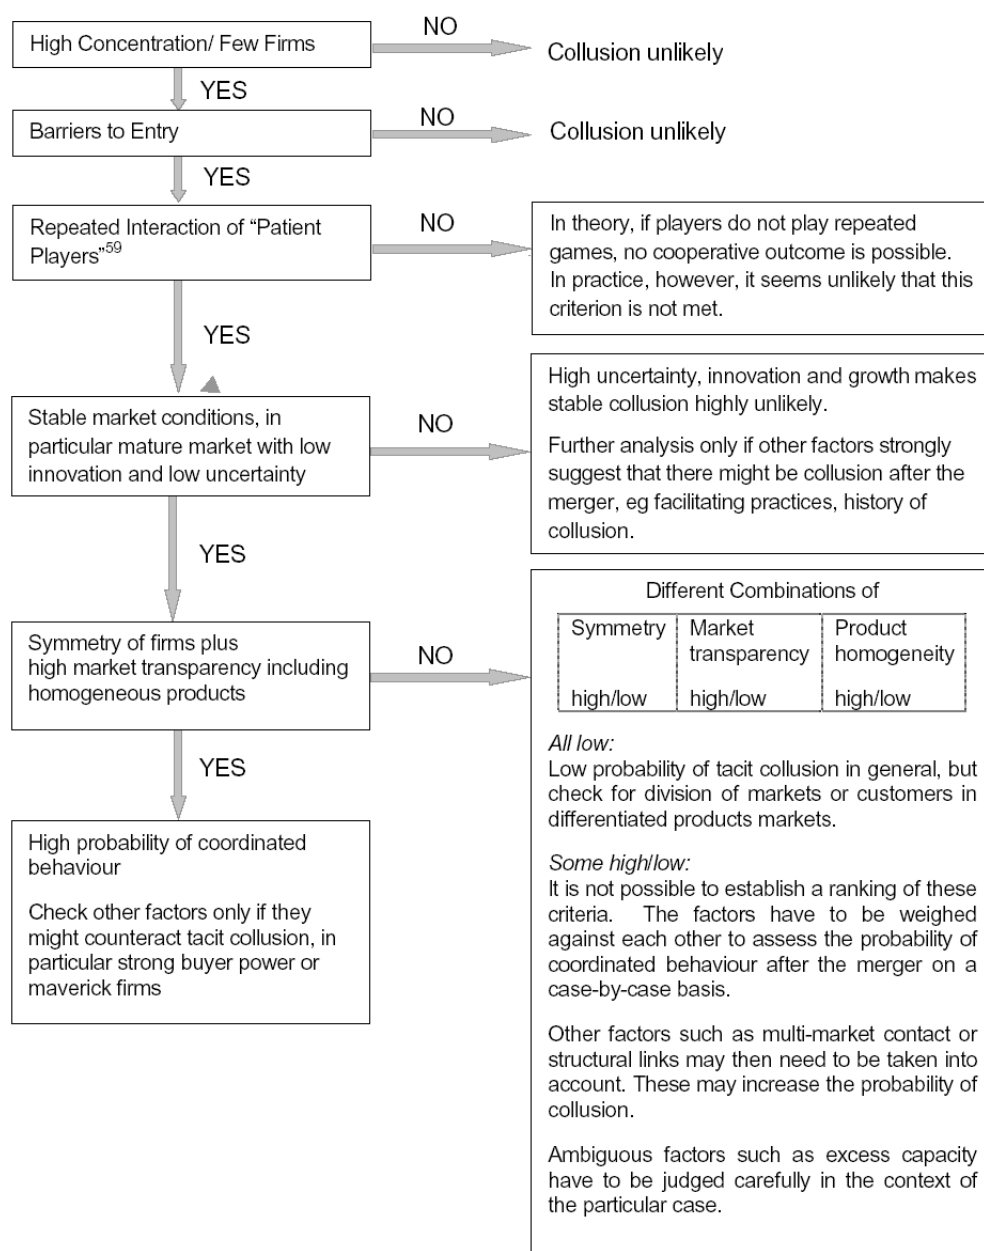 High Concentration/ Few Firms
NO
Collusion unlikely
YES
Barriers to Entry
NO
Collusion unlikely
YES
Repeated Interaction of “Patient
Players”59
NO
In theory, if players do not play repeated
games, no cooperative outcome is possible.
In practice, however, it seems unlikely that this
criterion is not met.
YES
Stable market conditions, in
particular mature market with low
innovation and low uncertainty
NO
High uncertainty, innovation and growth makes
stable collusion highly unlikely.
Further analysis only if other factors strongly
suggest that there might be collusion after the
merger, eg facilitating practices, history of
collusion.
YES
Symmetry of firms plus
high market transparency including
homogeneous products
NO
Different Combinations of
Symmetry
high/low
Market
transparency
high/low
Product
homogeneity
high/low
All low:
Low probability of tacit collusion in general, but
check for division of markets or customers in
differentiated products markets.
Some high/low:
It is not possible to establish a ranking of these
criteria. The factors have to be weighed
against each other to assess the probability of
coordinated behaviour after the merger on a
case-by-case basis.
Other factors such as multi-market contact or
structural links may then need to be taken into
account. These may increase the probability of
collusion.
Ambiguous factors such as excess capacity
have to be judged carefully in the context of
the particular case.
YES
High probability of coordinated
behaviour
Check other factors only if they
might counteract tacit collusion, in
particular strong buyer power or
maverick firms